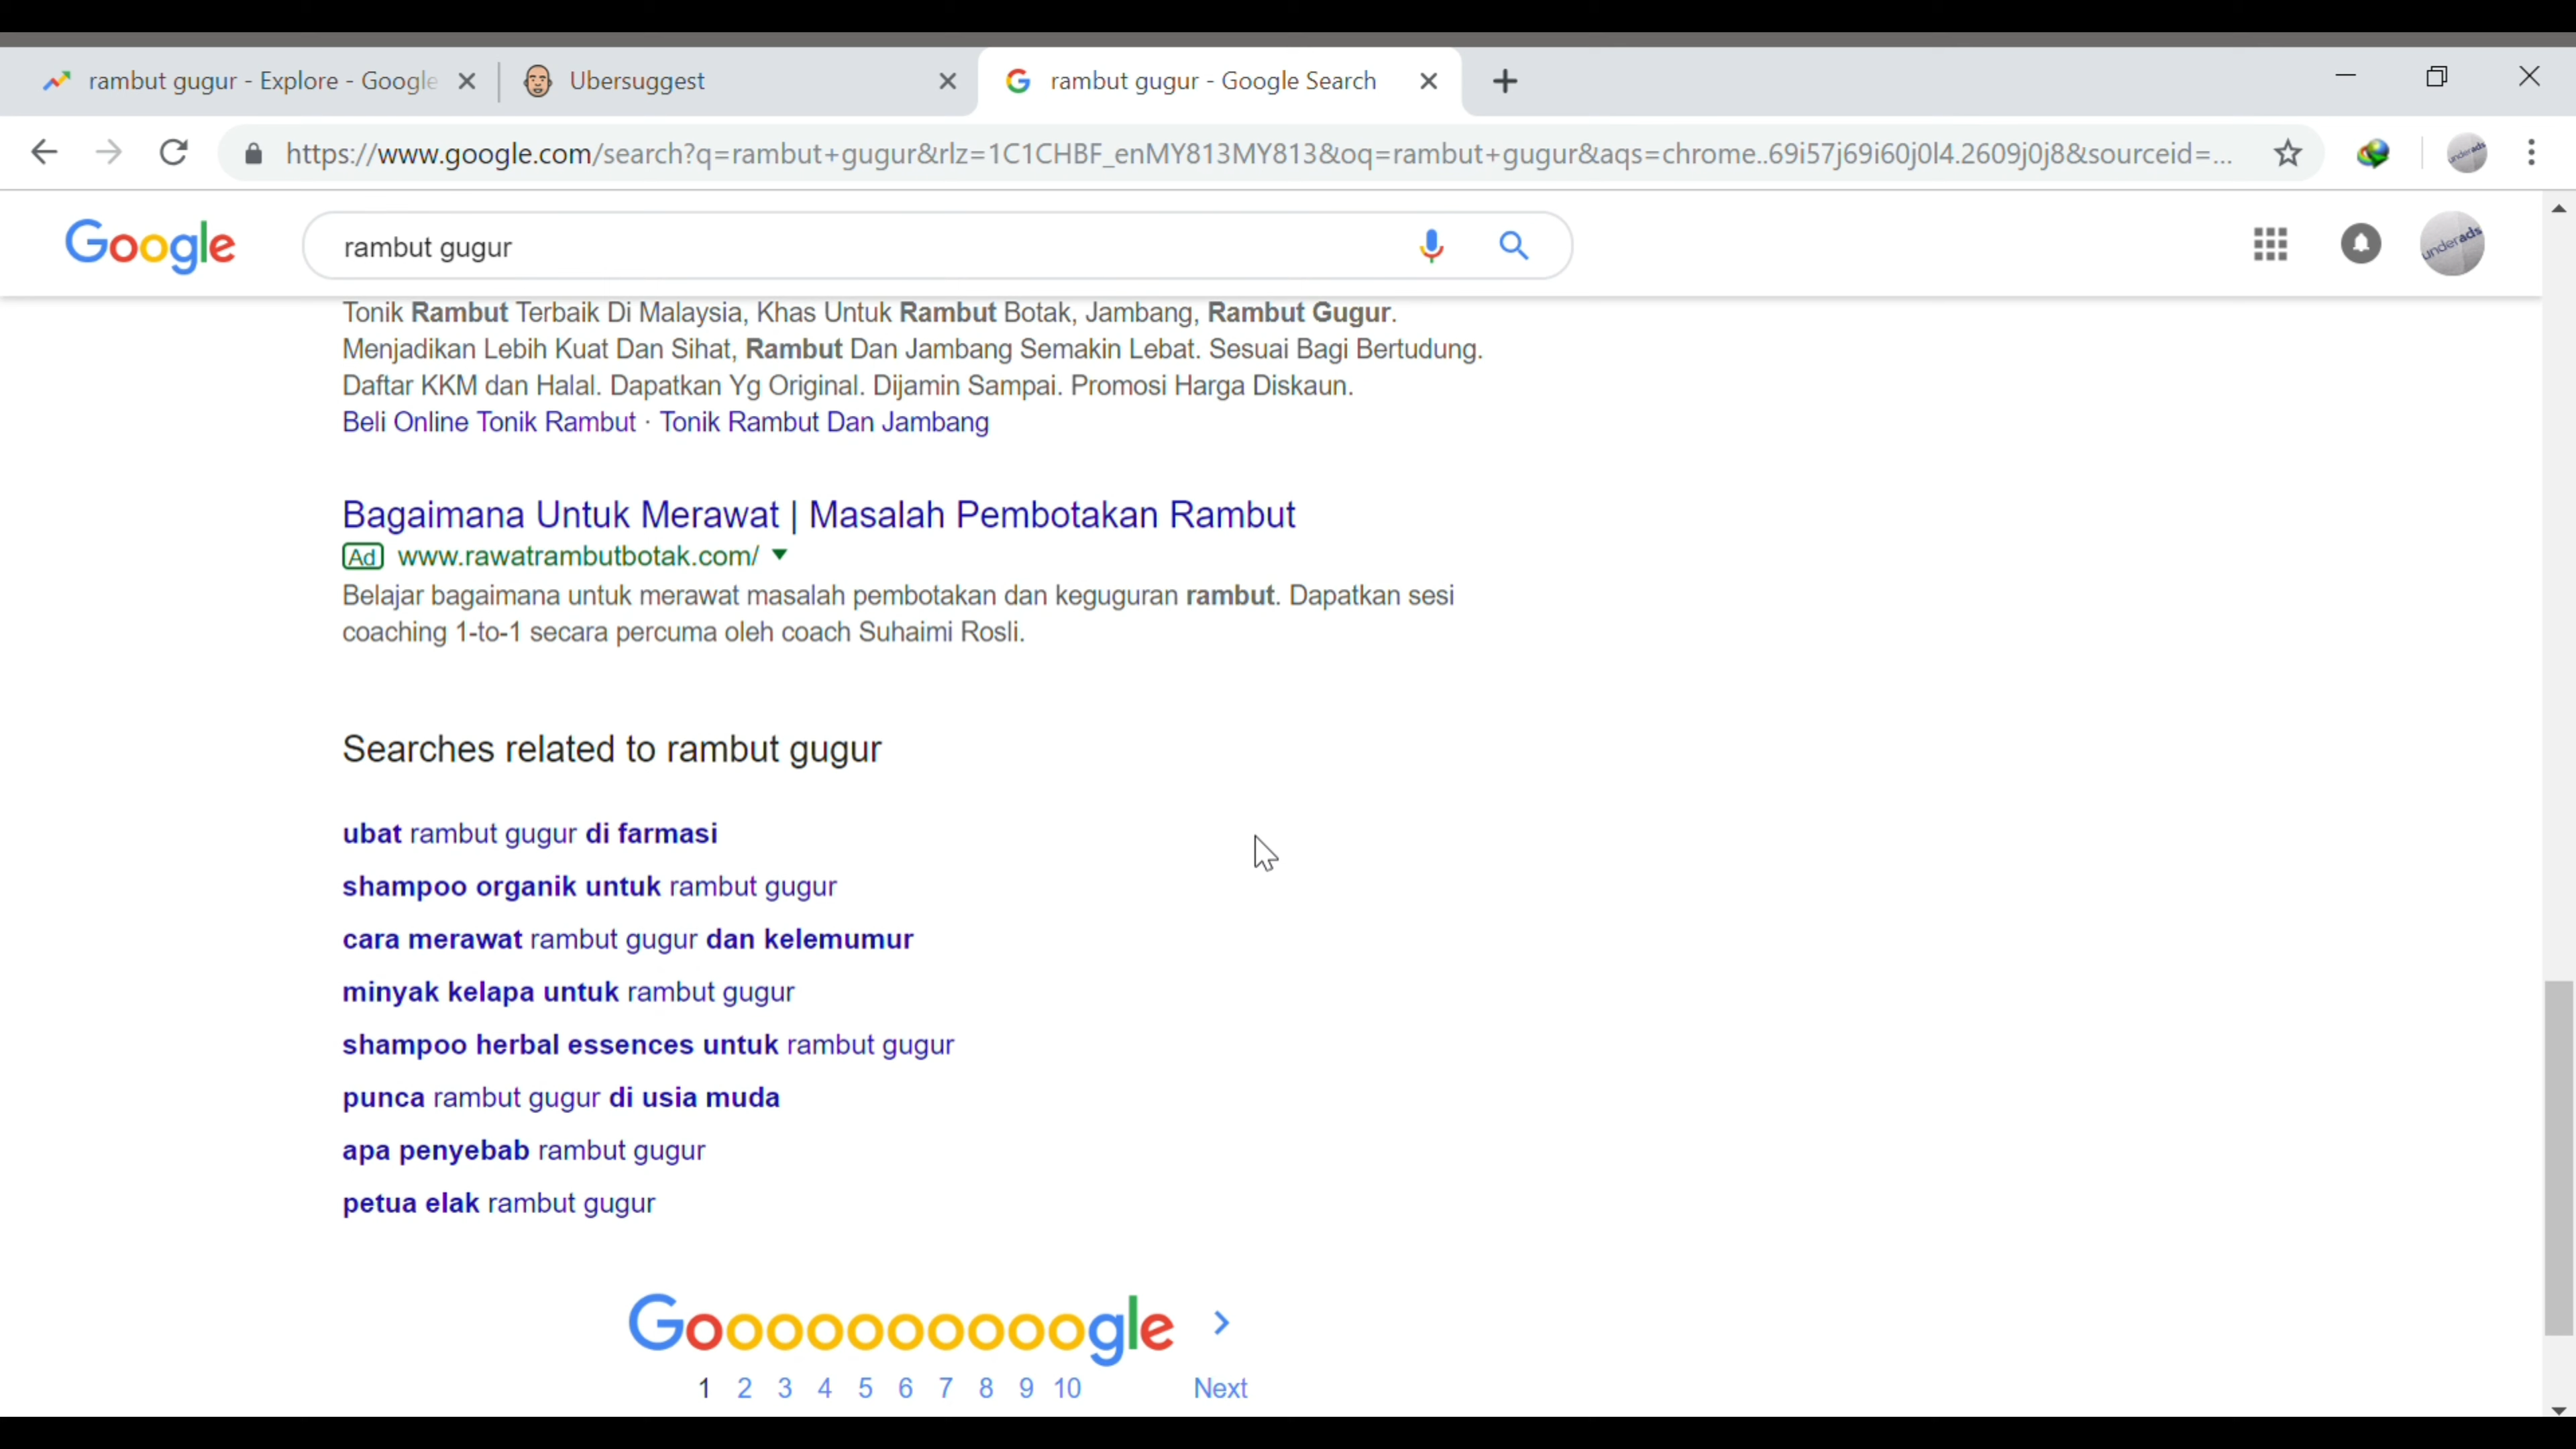 rambut gugur - Explore - Google
Ubersuggest
rambut gugur - Google Search
https://www.google.com/search?q=rambut+gugur&rlz=1C1CHBF_enMY813MY813&oq=rambut+gugur&aqs=chrome..69i57j69i60j0l4.2609j0j8&sourceid=...
underads
Google
rambut gugur
underads
Tonik Rambut Terbaik Di Malaysia, Khas Untuk Rambut Botak, Jambang, Rambut Gugur.
Menjadikan Lebih Kuat Dan Sihat, Rambut Dan Jambang Semakin Lebat. Sesuai Bagi Bertudung.
Daftar KKM dan Halal. Dapatkan Yg Original. Dijamin Sampai. Promosi Harga Diskaun.
Beli Online Tonik Rambut · Tonik Rambut Dan Jambang
Bagaimana Untuk Merawat | Masalah Pembotakan Rambut
Ad www.rawatrambutbotak.com/
Belajar bagaimana untuk merawat masalah pembotakan dan keguguran rambut. Dapatkan sesi
coaching 1-to-1 secara percuma oleh coach Suhaimi Rosli.
Searches related to rambut gugur
ubat rambut gugur di farmasi
shampoo organik untuk rambut gugur
cara merawat rambut gugur dan kelemumur
minyak kelapa untuk rambut gugur
shampoo herbal essences untuk rambut gugur
punca rambut gugur di usia muda
apa penyebab rambut gugur
petua elak rambut gugur
Goooooooooogle >
1 2 3 4 5 6 7 8 9 10 Next